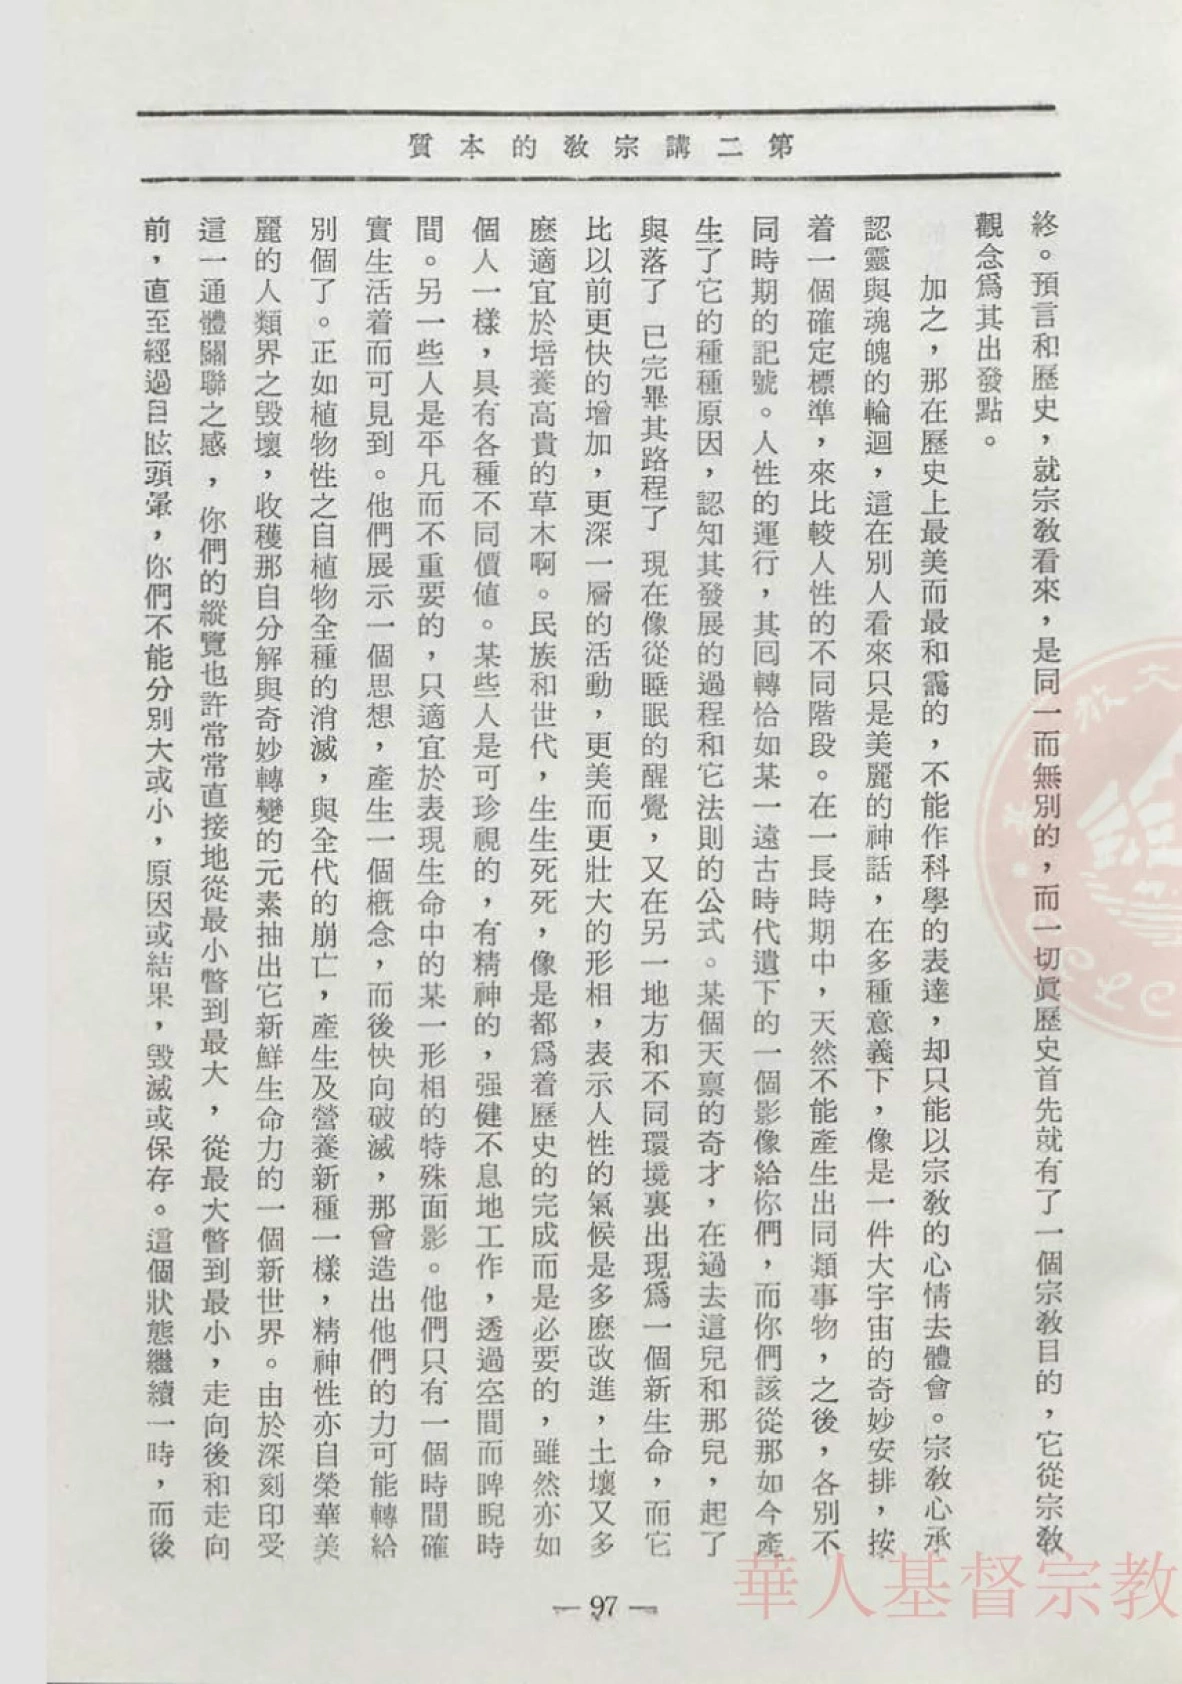 第二講宗教的本質
終。預言和歷史，就宗教看來，是同一而無別的，而一切眞歷史首先就有了一個宗教目的，它從宗教
觀念爲其出發點。
加之，那在歷史上最美而最和靄的，不能作科學的表達，却只能以宗教的心情去體會。宗教心承
認靈與魂魄的輪迴，這在別人看來只是美麗的神話，在多種意義下，像是一件大宇宙的奇妙安排，按
着一個確定標準，來比較人性的不同階段。在一長時期中，天然不能產生出同類事物，之後，各別不
同時期的記號。人性的運行，其囘轉恰如某一遠古時代遺下的一個影像給你們，而你們該從那如今產
生了它的種種原因，認知其發展的過程和它法則的公式。某個天禀的奇才，在過去這兒和那兒，起了
與落了 已完畢其路程了 現在像從睡眠的醒覺，又在另一地方和不同環境裏出現爲一個新生命，而它
比以前更快的增加，更深一層的活動，更美而更壯大的形相，表示人性的氣候是多麽改進，土壤又多
麽適宜於培養高貴的草木啊。民族和世代，生生死死，像是都爲着歷史的完成而是必要的，雖然亦如
個人一樣，具有各種不同價值。某些人是可珍視的，有精神的，强健不息地工作，透過空間而睥睨時
間。另一些人是平凡而不重要的，只適宜於表現生命中的某一形相的特殊面影。他們只有一個時間確
實生活着而可見到。他們展示一個思想，產生一個概念，而後快向破滅，那曾造出他們的力可能轉給
別個了。正如植物性之自植物全種的消滅，與全代的崩亡，產生及營養新種一樣，精神性亦自榮華美
麗的人類界之毀壞，收穫那自分解與奇妙轉變的元素抽出它新鮮生命力的一個新世界。由於深刻印受
這一通體關聯之感，你們的縱覽也許常常直接地從最小瞥到最大，從最大瞥到最小，走向後和走向
前，直至經過目眩頭暈，你們不能分別大或小，原因或結果，毀滅或保存。這個狀態繼續一時，而後
— 97 —
華人基督宗教